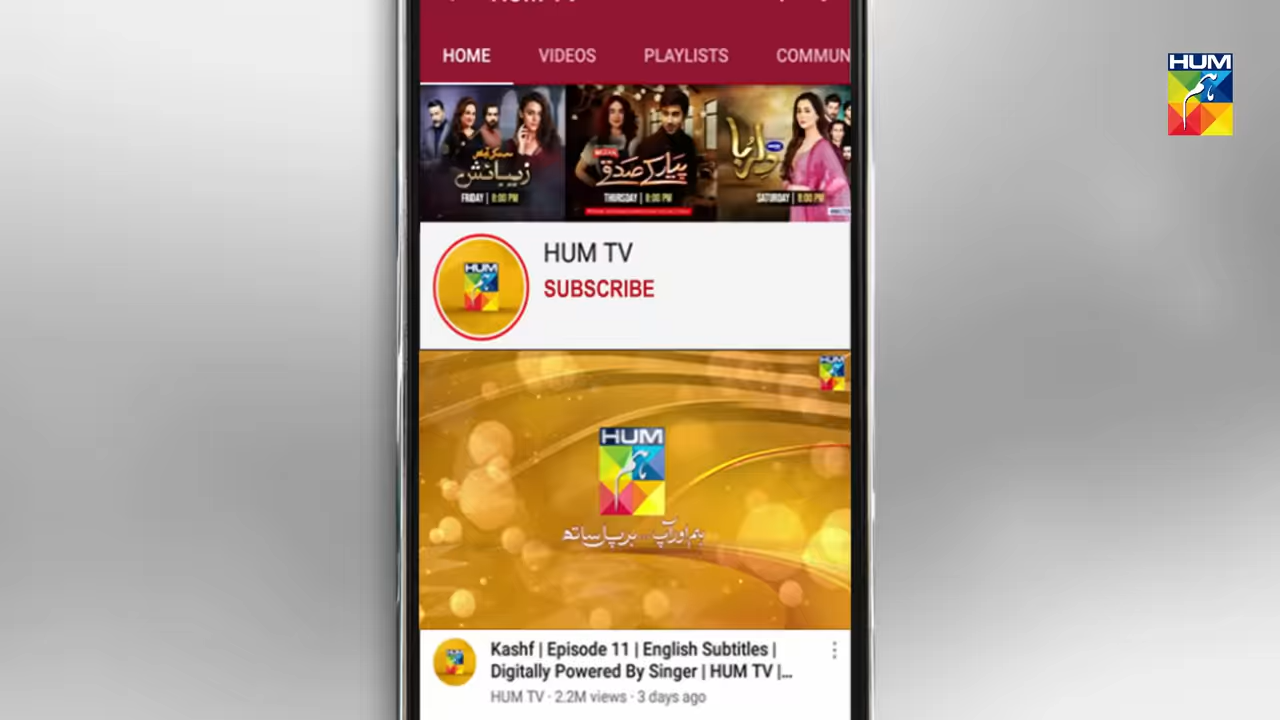 HUM TV
HOME VIDEOS PLAYLISTS COMMUN
HUM
ہم
زیبائش
FRIDAY | 8:00 PM
پیار کے صدقے
THURSDAY | 8:00 PM
دلربا
SATURDAY | 8:00 PM
HUM
ہم
HUM TV
SUBSCRIBE
HUM
HUM
ہم
ہم اور آپ... ہر پل ساتھ
Kashf | Episode 11 | English Subtitles |
Digitally Powered By Singer | HUM TV |...
HUM TV · 2.2M views · 3 days ago